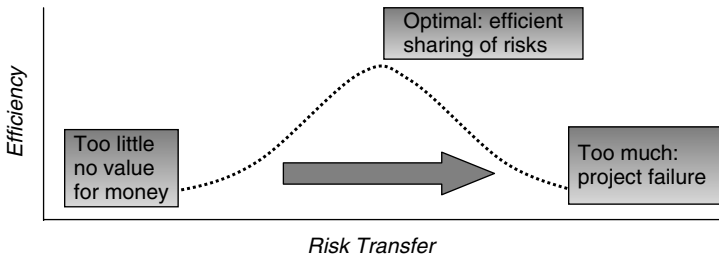 Optimal: efficient
sharing of risks
Efficiency
Too little
no value
for money
Too much:
project failure
Risk Transfer